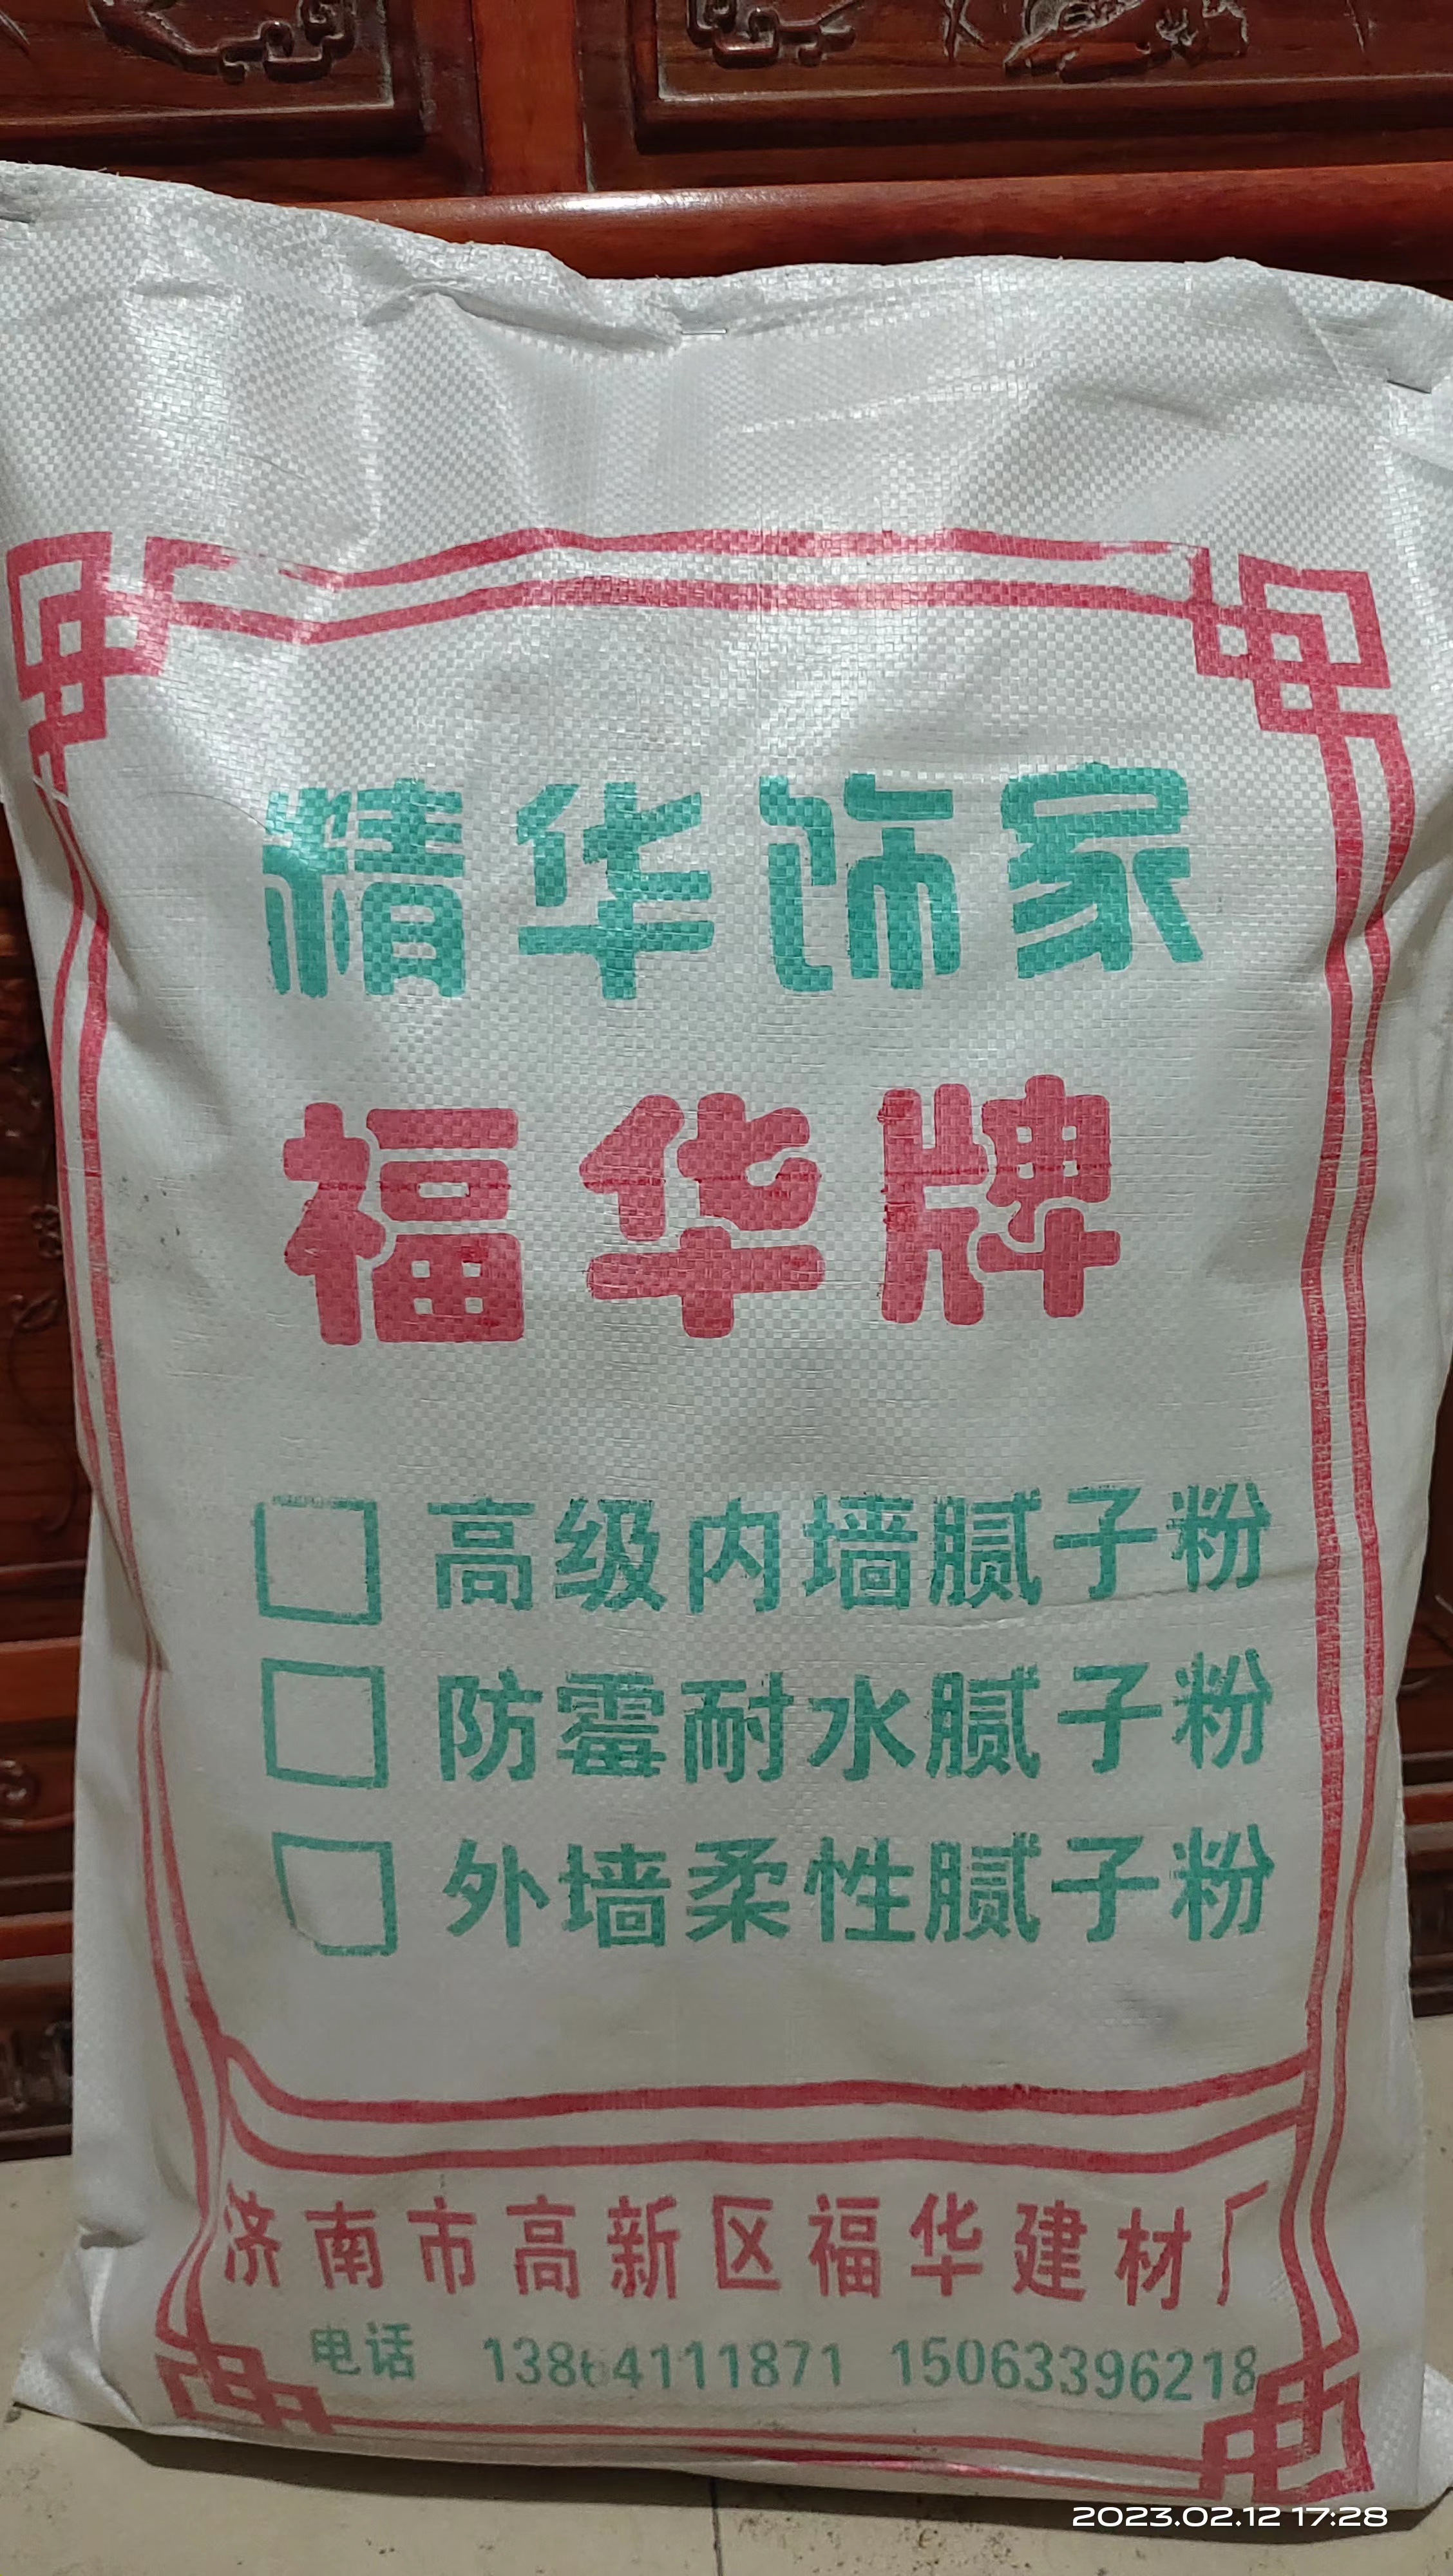 精华饰家
福华牌
高级内墙腻子粉
防霉耐水腻子粉
外墙柔性腻子粉
济南市高新区福华建材厂
电话 13864111871 15063396218
2023.02.12 17:28